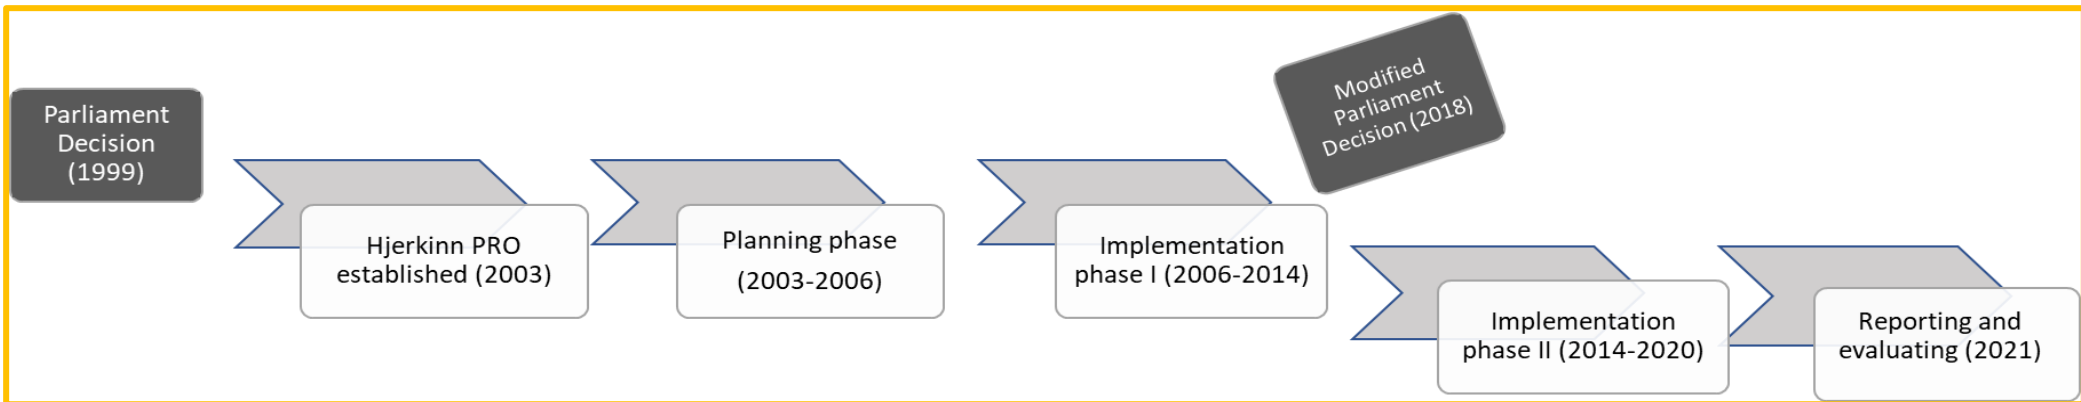 Parliament
Decision
(1999)
Hjerkinn PRO
established (2003)
Planning phase
(2003-2006)
Implementation
phase I (2006-2014)
Modified
Parliament
Decision (2018)
Implementation
phase II (2014-2020)
Reporting and
evaluating (2021)